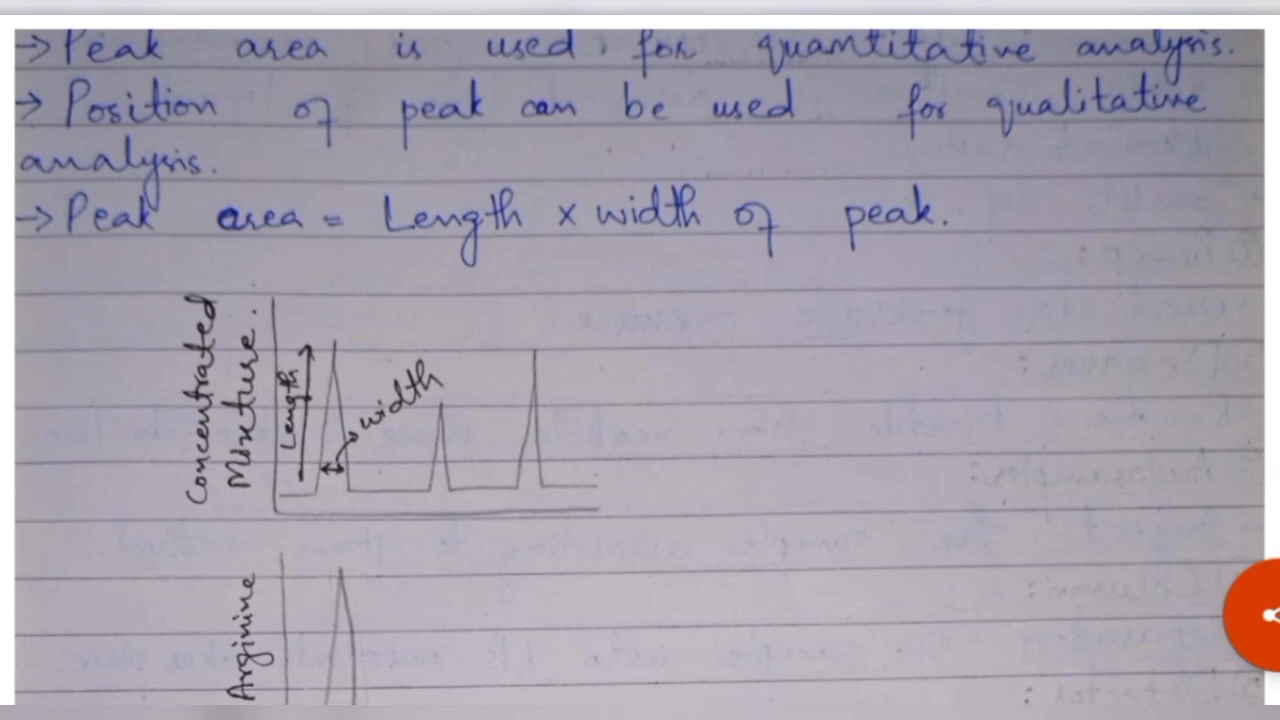 → Peak area is used for quantitative analysis.
→ Position of peak can be used for qualitative
analysis.
→ Peak area = Length × width of peak.
Concentrated
Mixture.
Length
width
Arginine